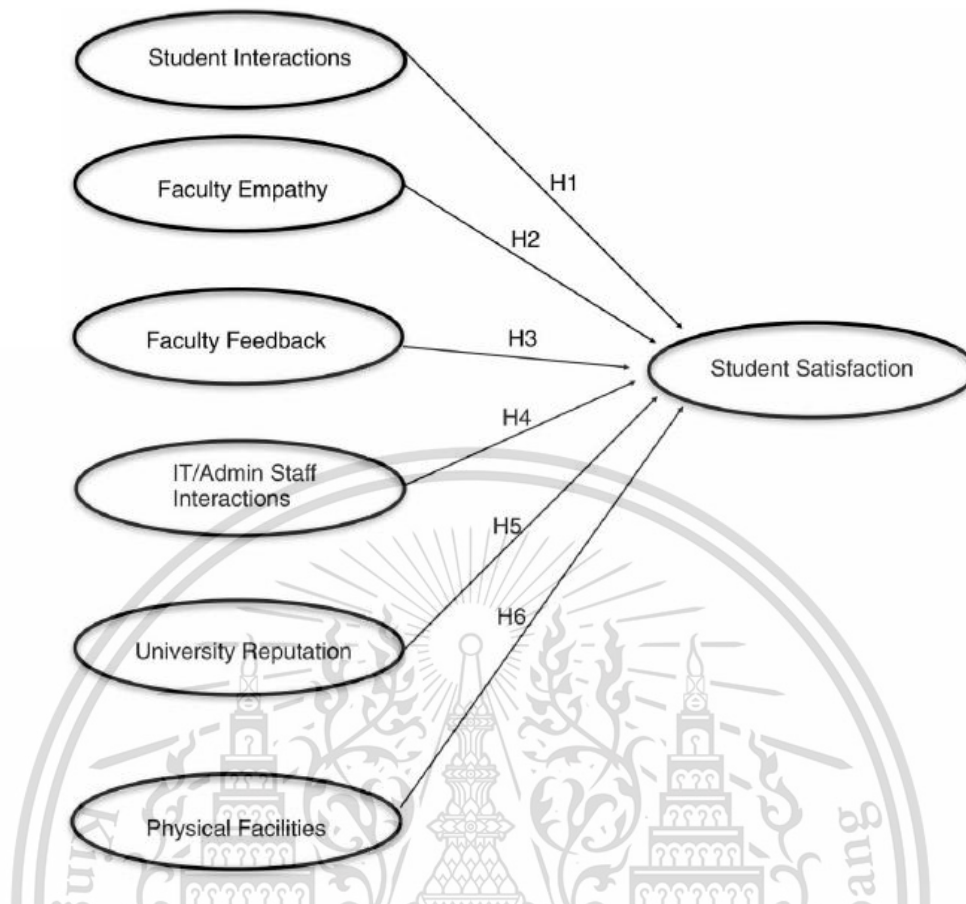 Student Interactions
H1
Faculty Empathy
H2
Faculty Feedback
H3
Student Satisfaction
IT/Admin Staff
Interactions
H4
H5
University Reputation
H6
Physical Facilities